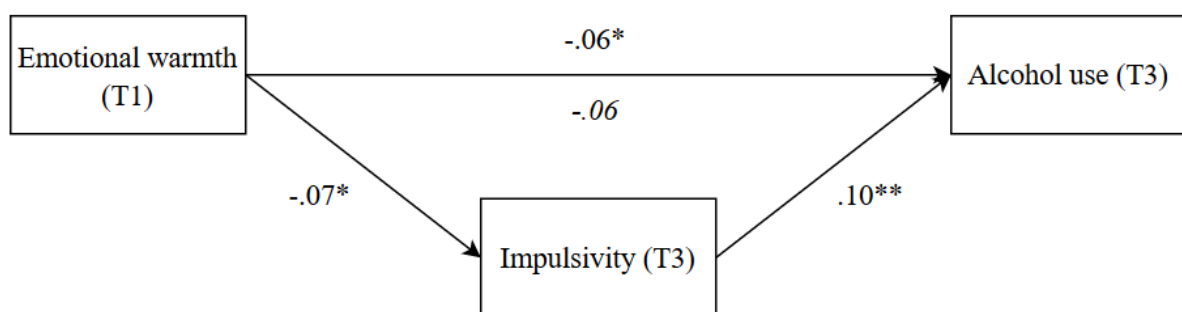 Emotional warmth
(T1)
-.06*
-.06
Alcohol use (T3)
-.07*
Impulsivity (T3)
.10**